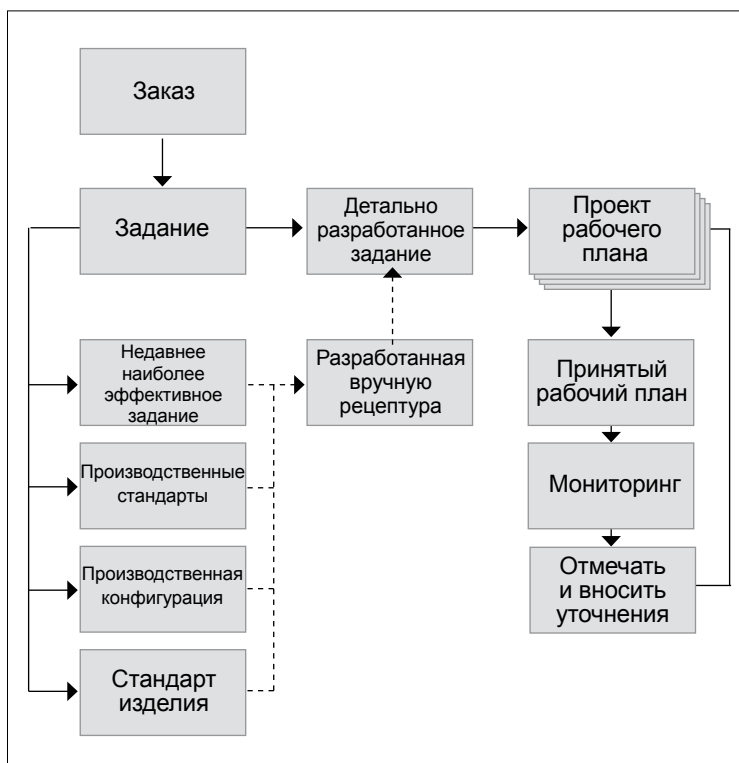 Заказ
Задание
Детально
разработанное
задание
Проект
рабочего
плана
Недавнее
наиболее
эффективное
задание
Разработанная
вручную
рецептура
Принятый
рабочий план
Производственные
стандарты
Мониторинг
Производственная
конфигурация
Отмечать
и вносить
уточнения
Стандарт
изделия